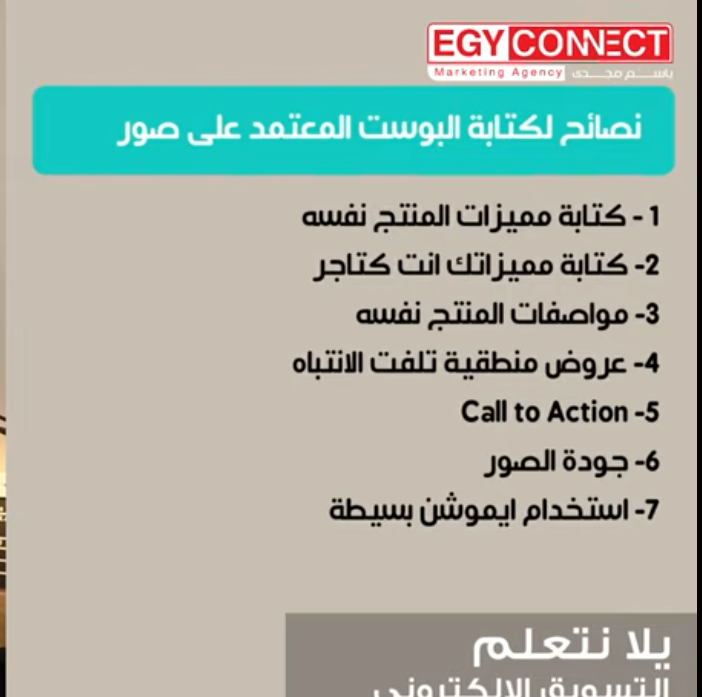 EGY CONNECT
Marketing Agency باسم مجدى
نصائح لكتابة البوست المعتمد على صور
1 - كتابة مميزات المنتج نفسه
2- كتابة مميزاتك انت كتاجر
3- مواصفات المنتج نفسه
4- عروض منطقية تلفت الانتباه
5- Call to Action
6- جودة الصور
7- استخدام ايموشن بسيطة
يلا نتعلم
التسويق الالكتروني